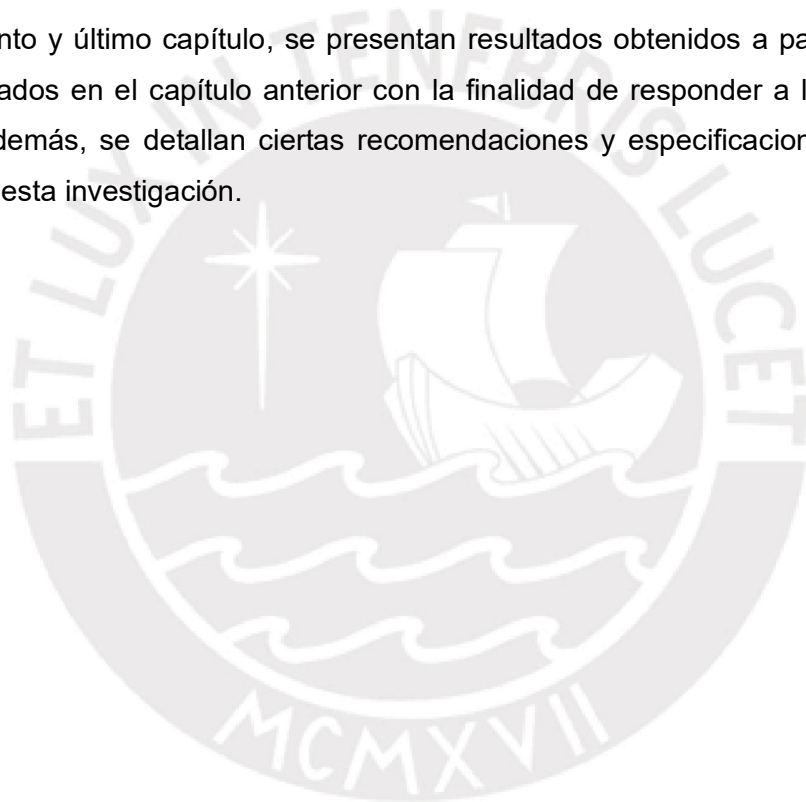 nto y último capítulo, se presentan resultados obtenidos a pa
ados en el capítulo anterior con la finalidad de responder a l
demás, se detallan ciertas recomendaciones y especificacion
esta investigación.
ET LUX IN TENEBRIS LUCET
MCMXVII